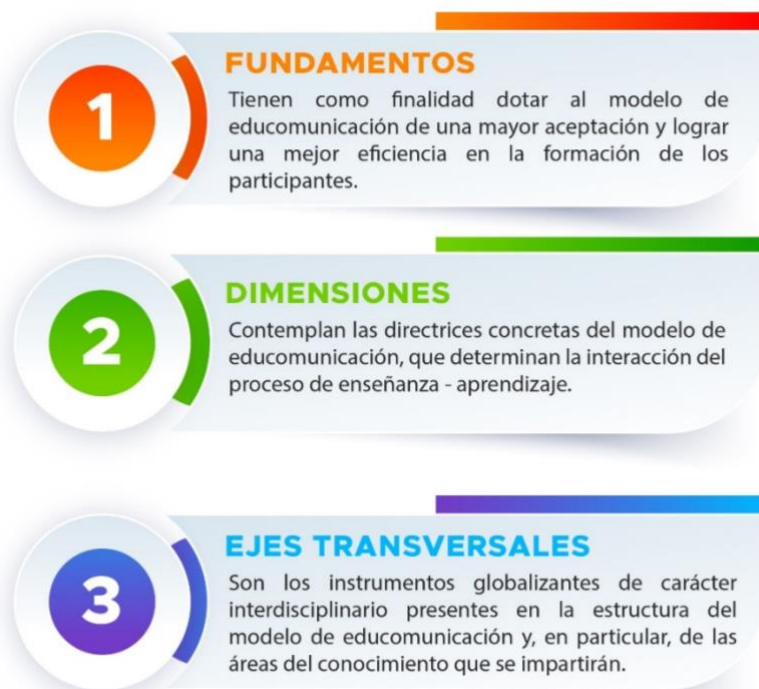 1
FUNDAMENTOS
Tienen como finalidad dotar al modelo de
educomunicación de una mayor aceptación y lograr
una mejor eficiencia en la formación de los
participantes.
2
DIMENSIONES
Contemplan las directrices concretas del modelo de
educomunicación, que determinan la interacción del
proceso de enseñanza - aprendizaje.
3
EJES TRANSVERSALES
Son los instrumentos globalizantes de carácter
interdisciplinario presentes en la estructura del
modelo de educomunicación y, en particular, de las
áreas del conocimiento que se impartirán.